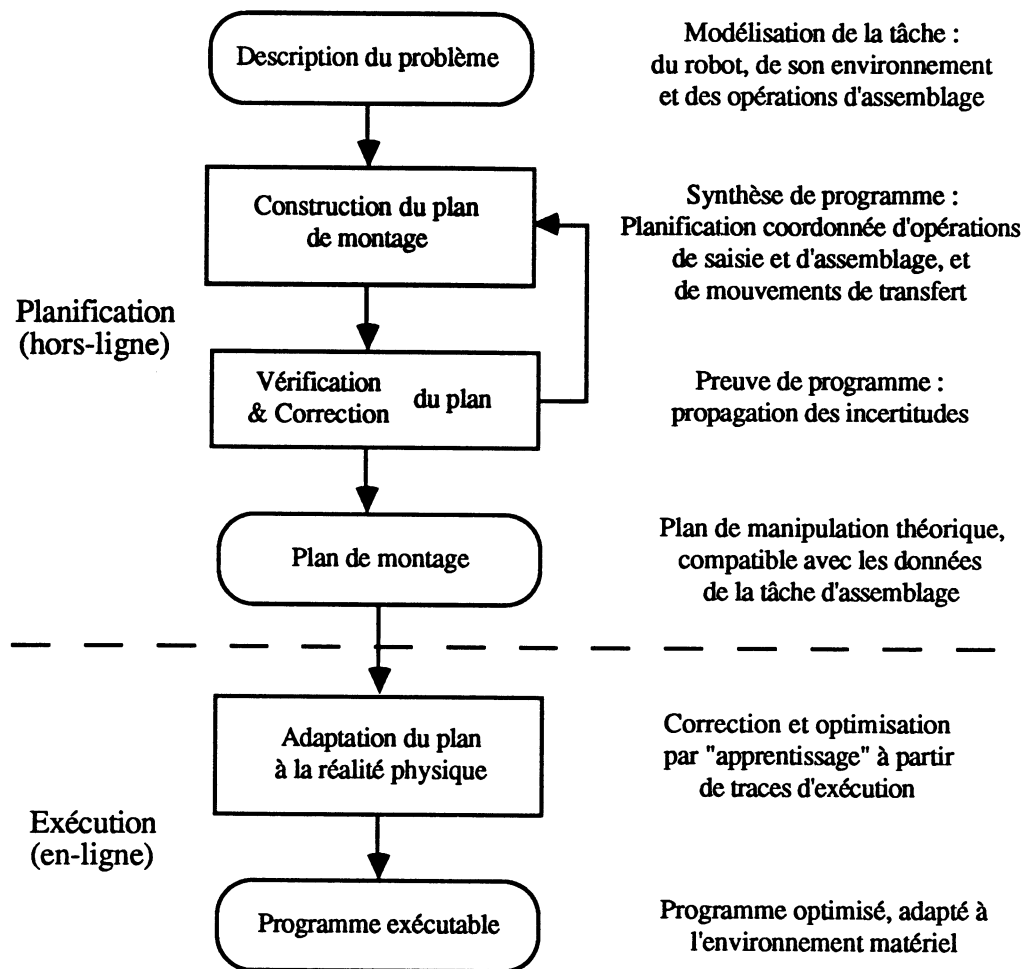 Description du problème
Modélisation de la tâche :
du robot, de son environnement
et des opérations d'assemblage
Construction du plan
de montage
Synthèse de programme :
Planification coordonnée d'opérations
de saisie et d'assemblage, et
de mouvements de transfert
Planification
(hors-ligne)
Vérification
& Correction
du plan
Preuve de programme :
propagation des incertitudes
Plan de montage
Plan de manipulation théorique,
compatible avec les données
de la tâche d'assemblage
Adaptation du plan
à la réalité physique
Correction et optimisation
par "apprentissage" à partir
de traces d'exécution
Exécution
(en-ligne)
Programme exécutable
Programme optimisé, adapté à
l'environnement matériel